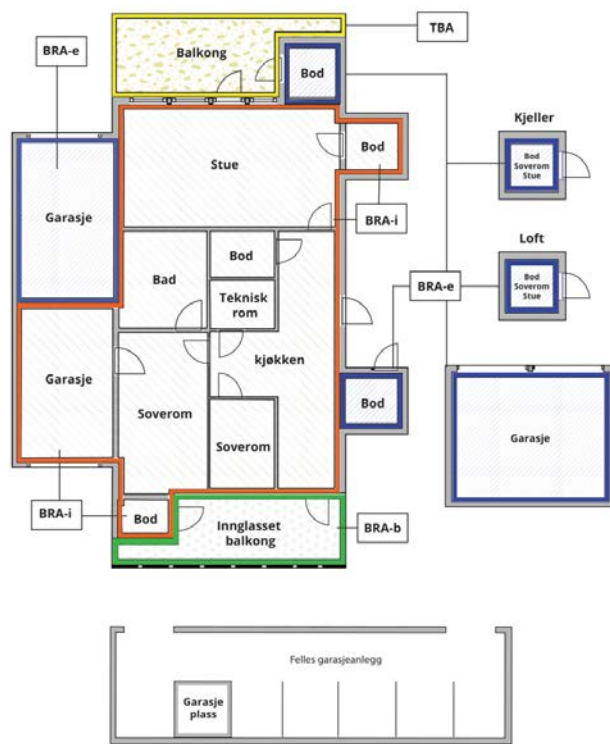 TBA
BRA-e
Balkong
Bod
Kjeller
Bod
Soverom
Stue
Stue
Bod
Garasje
BRA-i
Loft
Bod
Soverom
Stue
Bad
Bod
Teknisk
rom
BRA-e
Garasje
kjøkken
Soverom
Soverom
Bod
Garasje
BRA-i
Bod
Innglasset
balkong
BRA-b
Felles garasjeanlegg
Garasje
plass